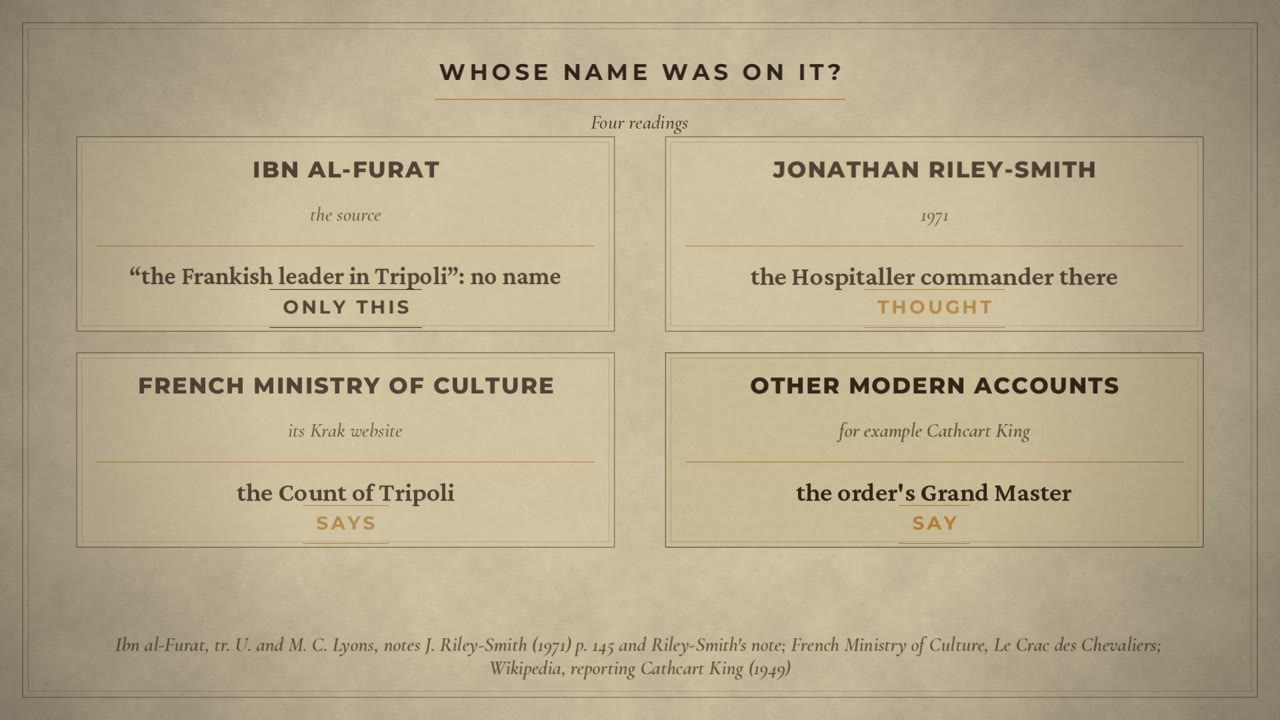 WHOSE NAME WAS ON IT?
Four readings
IBN AL-FURAT
the source
“the Frankish leader in Tripoli”: no name
ONLY THIS
JONATHAN RILEY-SMITH
1971
the Hospitaller commander there
THOUGHT
FRENCH MINISTRY OF CULTURE
its Krak website
the Count of Tripoli
SAYS
OTHER MODERN ACCOUNTS
for example Cathcart King
the order's Grand Master
SAY
Ibn al-Furat, tr. U. and M. C. Lyons, notes J. Riley-Smith (1971) p. 145 and Riley-Smith's note; French Ministry of Culture, Le Crac des Chevaliers;
Wikipedia, reporting Cathcart King (1949)